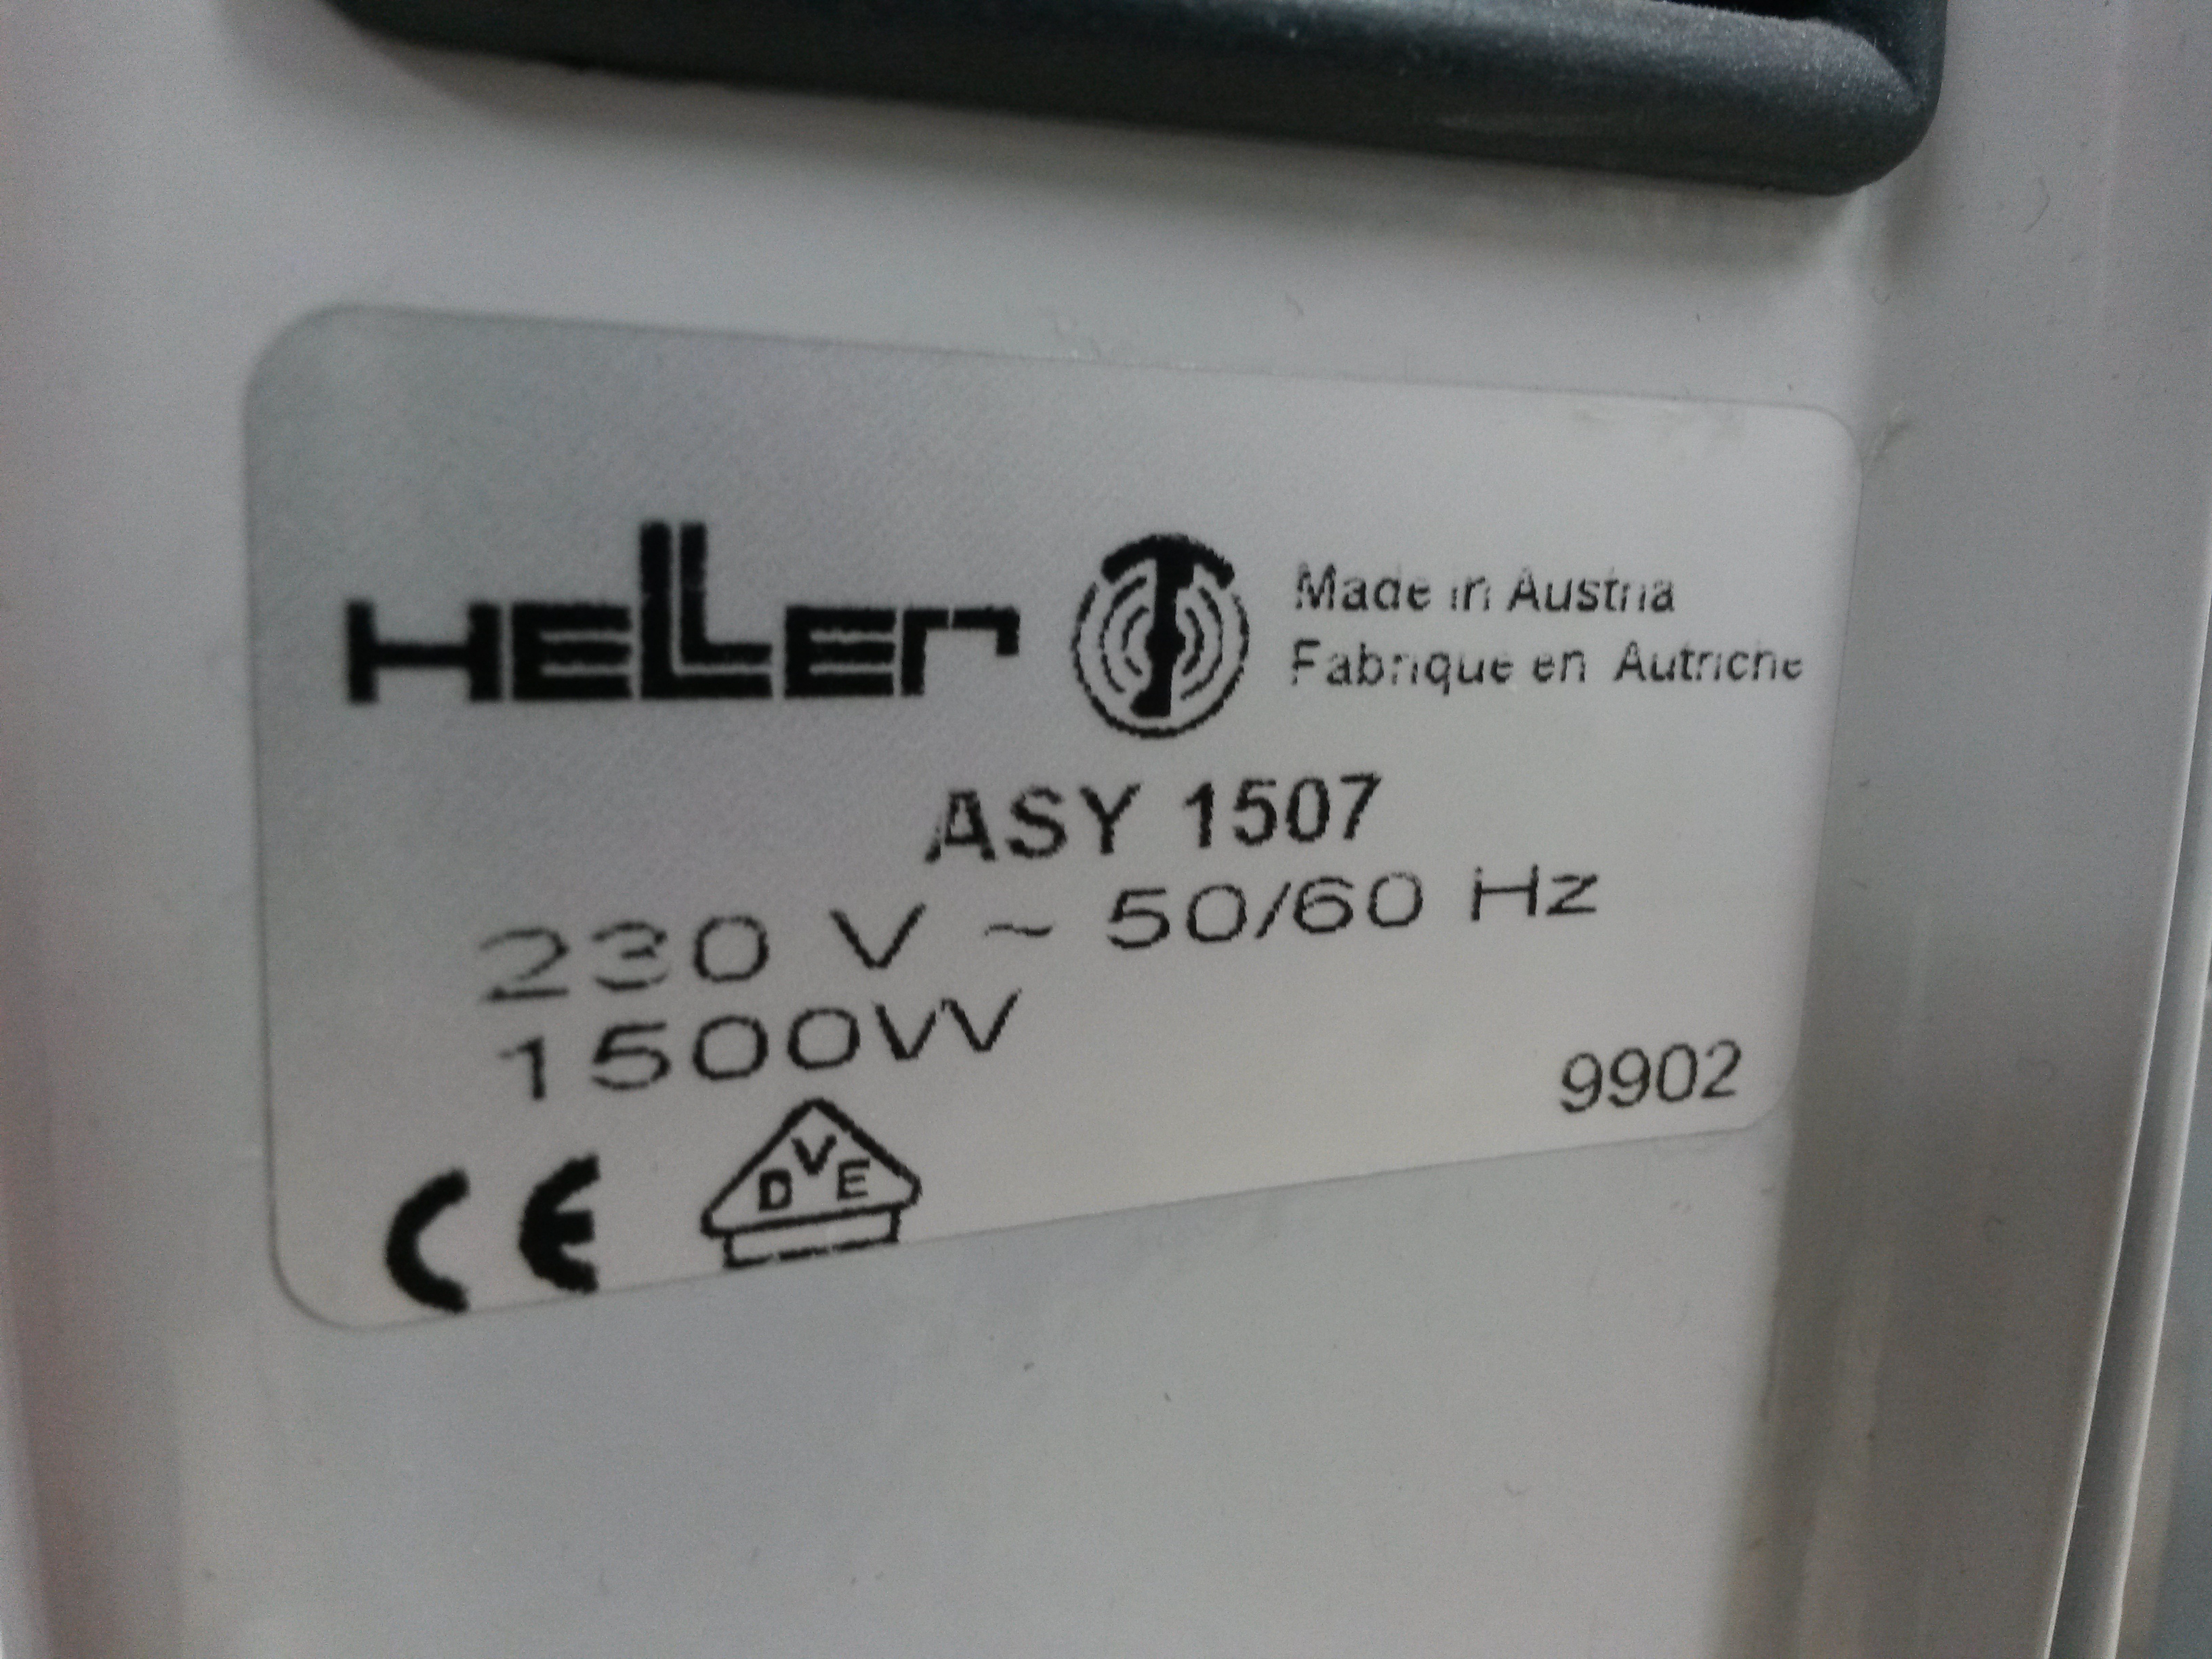 HELLER
Made in Austria
Fabrique en Autriche
ASY 1507
230 V ~ 50/60 Hz
1500W
9902
CE
DVE